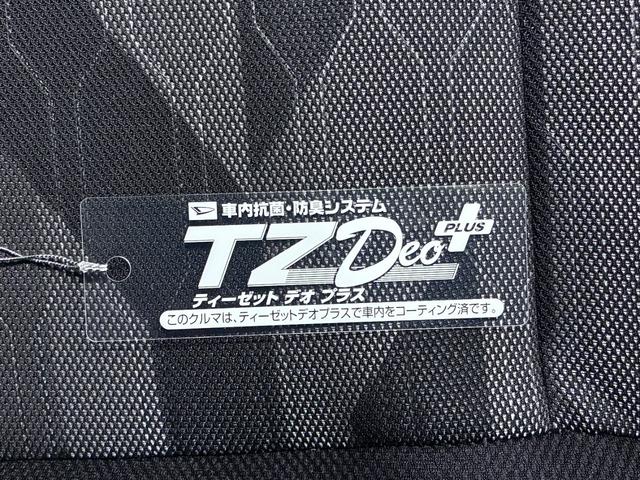 車内抗菌・防臭システム
TZ Deo PLUS
ティーゼット デオ プラス
このクルマは、ティーゼットデオプラスで車内をコーティング済です。